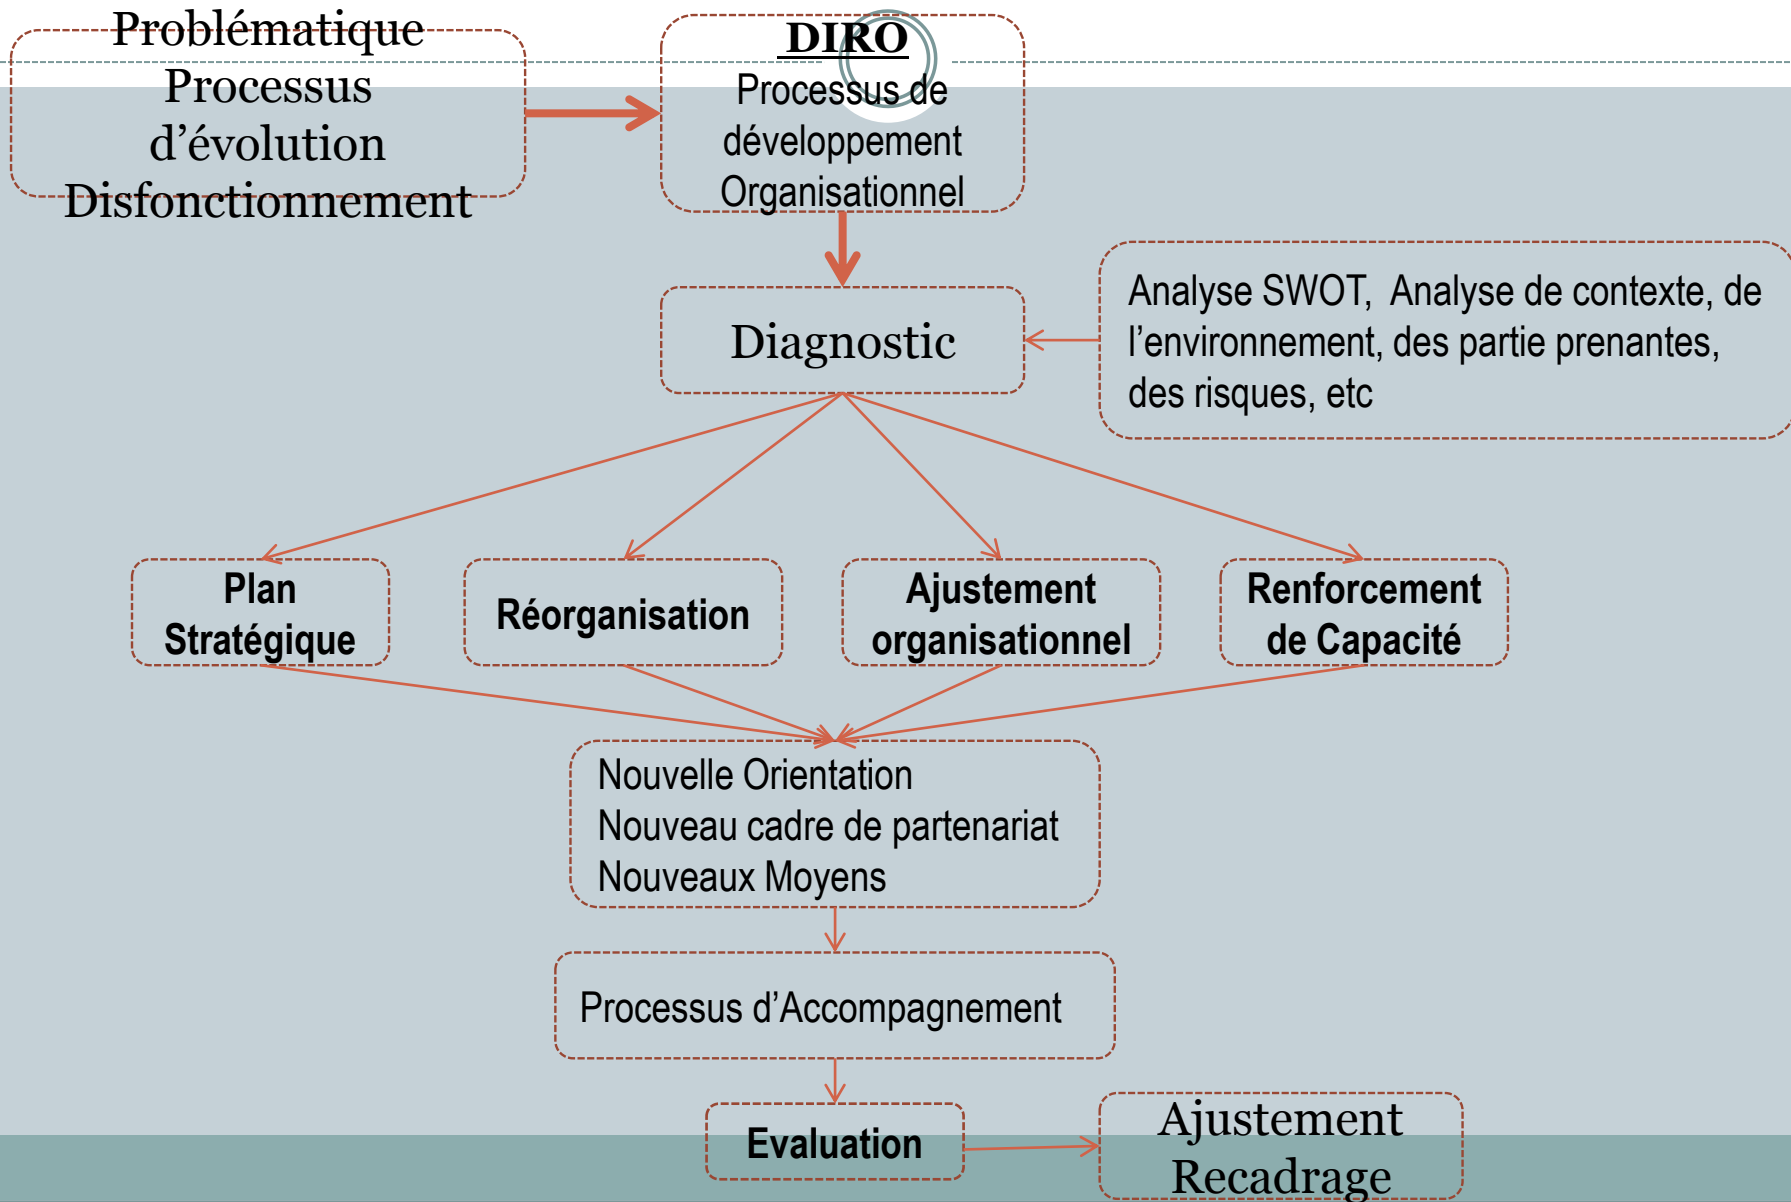 Problématique
Processus
d’évolution
Disfonctionnement
DIRO
Processus de
développement
Organisationnel
Diagnostic
Analyse SWOT, Analyse de contexte, de
l’environnement, des partie prenantes,
des risques, etc
Plan
Stratégique
Réorganisation
Ajustement
organisationnel
Renforcement
de Capacité
Nouvelle Orientation
Nouveau cadre de partenariat
Nouveaux Moyens
Processus d’Accompagnement
Evaluation
Ajustement
Recadrage